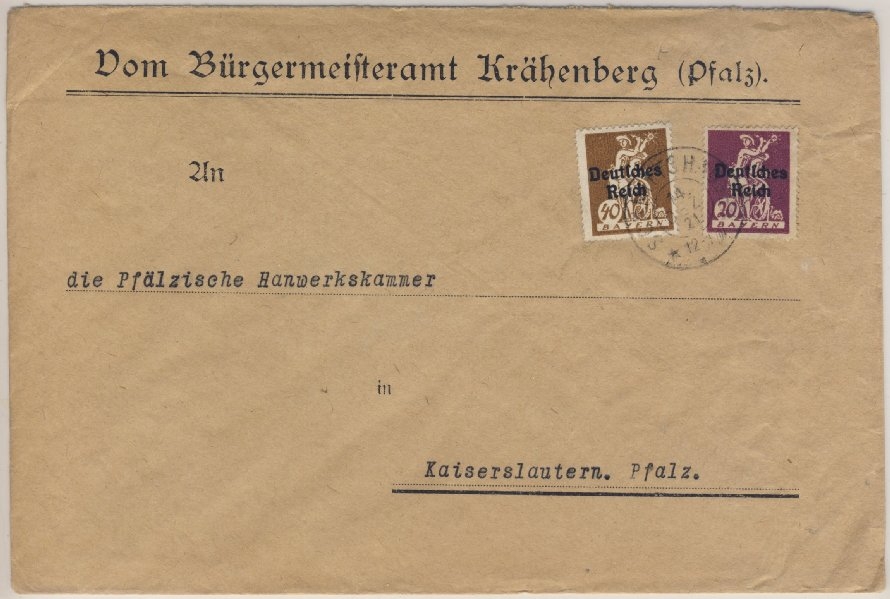 Vom Bürgermeisteramt Krähenberg (Pfalz).
An
Deutsches
Reich
40
BAYERN
Deutsches
Reich
20
BAYERN
21
die Pfälzische Hanwerkskammer
in
Kaiserslautern. Pfalz.